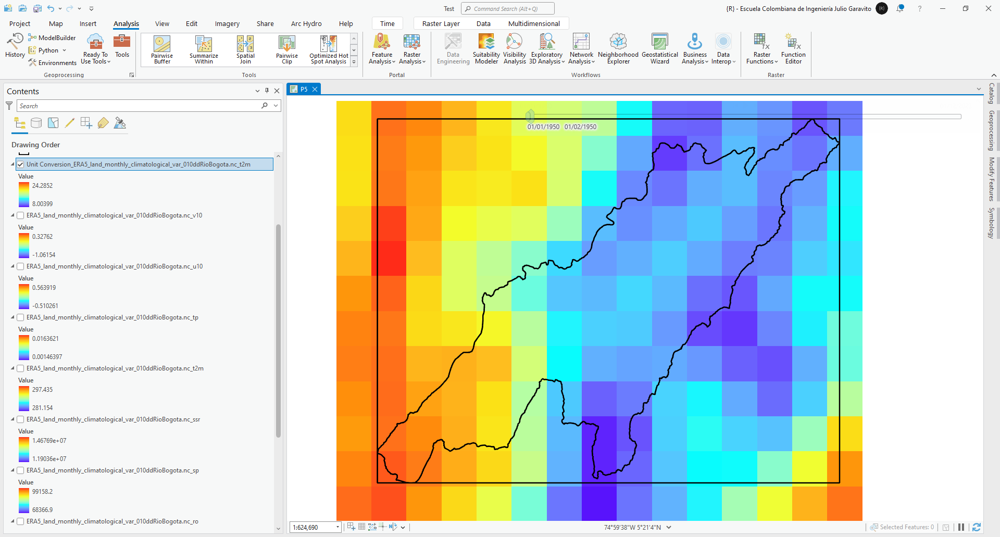 Test
Command Search (Alt+Q)
{R} - Escuela Colombiana de Ingeniería Julio Garavito
{R}
?
Project Map Insert Analysis View Edit Imagery Share Arc Hydro Help Time Raster Layer Data Multidimensional
History
ModelBuilder
Python
Environments
Ready To Use Tools
Tools
Geoprocessing
Pairwise Buffer
Summarize Within
Spatial Join
Pairwise Clip
Optimized Hot Spot Analysis
Tools
Feature Analysis
Raster Analysis
Portal
Data Engineering
Suitability Modeler
Visibility Analysis
Exploratory 3D Analysis
Network Analysis
Neighborhood Explorer
Geostatistical Wizard
Business Analysis
Data Interop
Workflows
Raster Functions
Function Editor
Raster
Contents
Search
Drawing Order
Unit Conversion_ERA5_land_monthly_climatological_var_010ddRioBogota.nc_t2m
Value
24.2852
8.00399
ERA5_land_monthly_climatological_var_010ddRioBogota.nc_v10
Value
0.32762
-1.06154
ERA5_land_monthly_climatological_var_010ddRioBogota.nc_u10
Value
0.563919
-0.510261
ERA5_land_monthly_climatological_var_010ddRioBogota.nc_tp
Value
0.0163621
0.00146397
ERA5_land_monthly_climatological_var_010ddRioBogota.nc_t2m
Value
297.435
281.154
ERA5_land_monthly_climatological_var_010ddRioBogota.nc_ssr
Value
1.46769e+07
1.19036e+07
ERA5_land_monthly_climatological_var_010ddRioBogota.nc_sp
Value
99158.2
68366.9
ERA5_land_monthly_climatological_var_010ddRioBogota.nc_ro
P5
01/01/1950 01/02/1950
Catalog
Geoprocessing
Modify Features
Symbology
1:624,690
74°59'38"W 5°21'4"N
Selected Features: 0